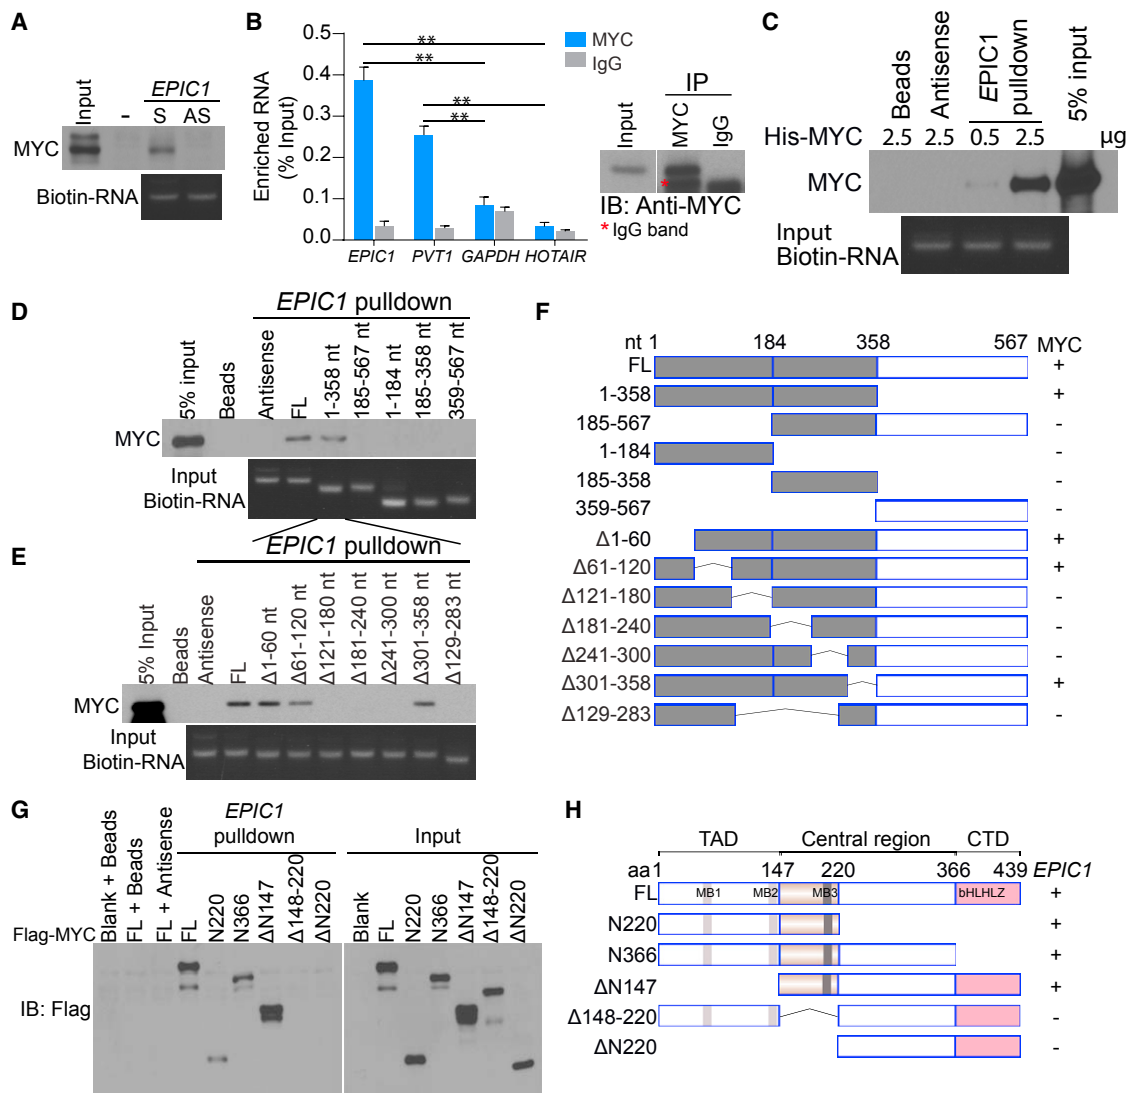 A
Input
-
EPIC1
S AS
MYC
Biotin-RNA
B
Enriched RNA
(% Input)
0.5
0.4
0.3
0.2
0.1
0.0
**
**
**
**
MYC
IgG
EPIC1 PVT1 GAPDH HOTAIR
Input
IP
MYC
IgG
*
IB: Anti-MYC
* IgG band
C
Beads
Antisense
EPIC1
pulldown
5% input
His-MYC 2.5 2.5 0.5 2.5 µg
MYC
Input
Biotin-RNA
D
EPIC1 pulldown
5% input
Beads
Antisense
FL
1-358 nt
185-567 nt
1-184 nt
185-358 nt
359-567 nt
MYC
Input
Biotin-RNA
E
EPIC1 pulldown
5% Input
Beads
Antisense
FL
Δ1-60 nt
Δ61-120 nt
Δ121-180 nt
Δ181-240 nt
Δ241-300 nt
Δ301-358 nt
Δ129-283 nt
MYC
Input
Biotin-RNA
F
nt 1 184 358 567 MYC
FL +
1-358 +
185-567 -
1-184 -
185-358 -
359-567 -
Δ1-60 +
Δ61-120 +
Δ121-180 -
Δ181-240 -
Δ241-300 -
Δ301-358 +
Δ129-283 -
G
EPIC1
pulldown
Input
Flag-MYC
Blank + Beads
FL + Beads
FL + Antisense
FL
N220
N366
ΔN147
Δ148-220
ΔN220
Blank
FL
N220
N366
ΔN147
Δ148-220
ΔN220
IB: Flag
H
TAD Central region CTD
aa 1 147 220 366 439 EPIC1
FL MB1 MB2 MB3 bHLHLZ +
N220 +
N366 +
ΔN147 +
Δ148-220 -
ΔN220 -